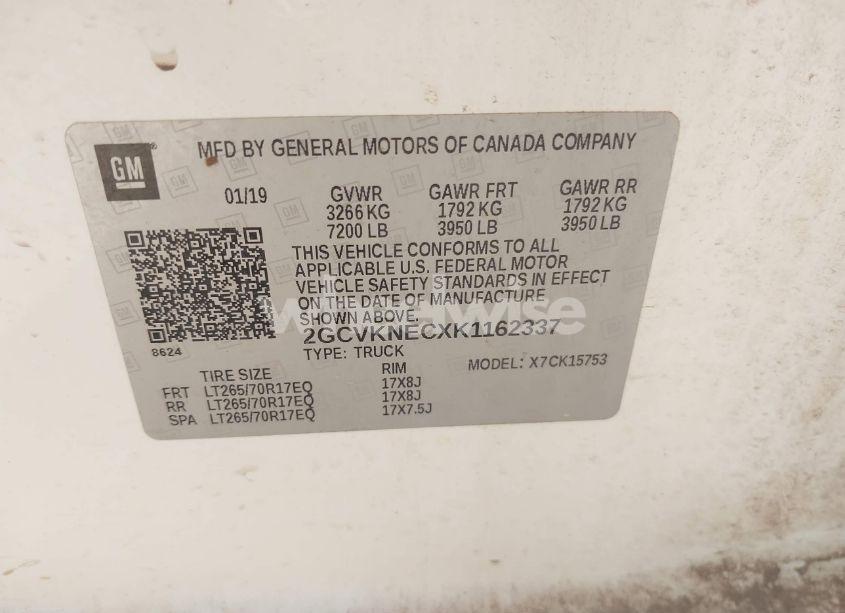 GM
MFD BY GENERAL MOTORS OF CANADA COMPANY
01/19
GVWR
3266 KG
7200 LB
GAWR FRT
1792 KG
3950 LB
GAWR RR
1792 KG
3950 LB
THIS VEHICLE CONFORMS TO ALL
APPLICABLE U.S. FEDERAL MOTOR
VEHICLE SAFETY STANDARDS IN EFFECT
ON THE DATE OF MANUFACTURE
SHOWN ABOVE.
2GCVKNECXK1162337
8624
TYPE: TRUCK
MODEL: X7CK15753
TIRE SIZE RIM
FRT LT265/70R17EQ 17X8J
RR LT265/70R17EQ 17X8J
SPA LT265/70R17EQ 17X7.5J